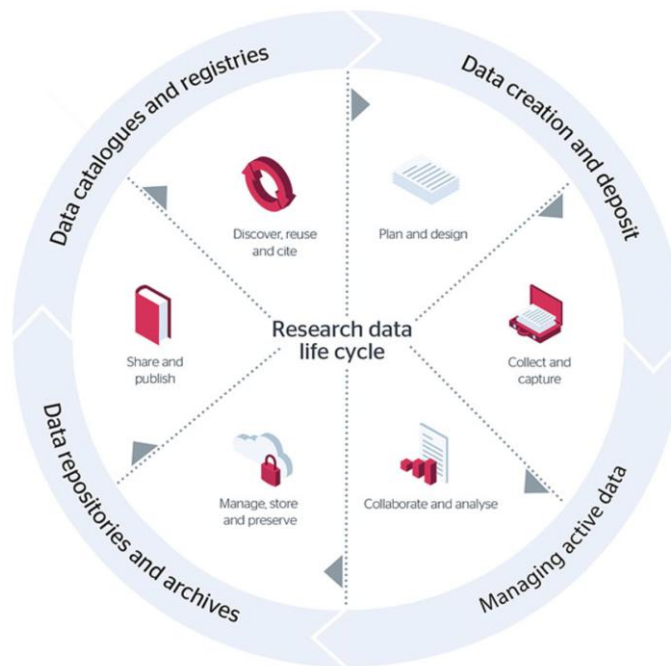 Data catalogues and registries
Data creation and deposit
Discover, reuse
and cite
Plan and design
Research data
life cycle
Share and
publish
Collect and
capture
Manage, store
and preserve
Collaborate and analyse
Data repositories and archives
Managing active data